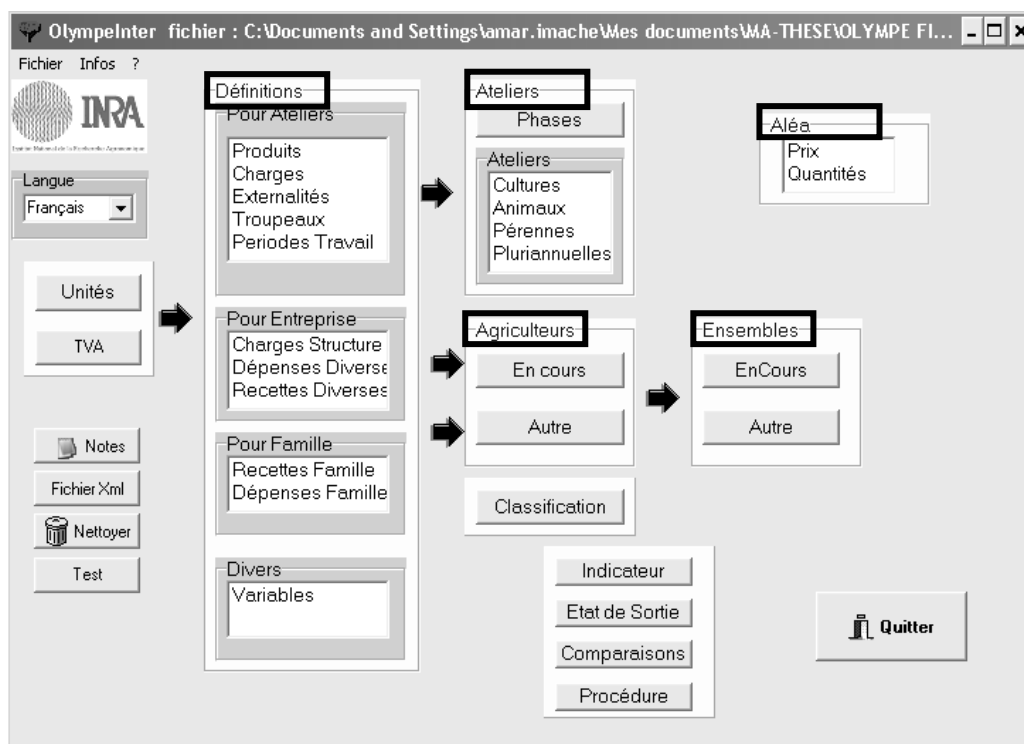 OlympeInter fichier : C:\Documents and Settings\amar.imache\Mes documents\MA-THESE\OLYMPE FI...
Fichier Infos ?
INRA
Langue
Français
Unités
TVA
Notes
Fichier Xml
Nettoyer
Test
Définitions
Pour Ateliers
Produits
Charges
Externalités
Troupeaux
Periodes Travail
Pour Entreprise
Charges Structure
Dépenses Diverse
Recettes Diverses
Pour Famille
Recettes Famille
Dépenses Famille
Divers
Variables
Ateliers
Phases
Ateliers
Cultures
Animaux
Pérennes
Pluriannuelles
Agriculteurs
En cours
Autre
Classification
Ensembles
EnCours
Autre
Aléa
Prix
Quantités
Indicateur
Etat de Sortie
Comparaisons
Procédure
Quitter